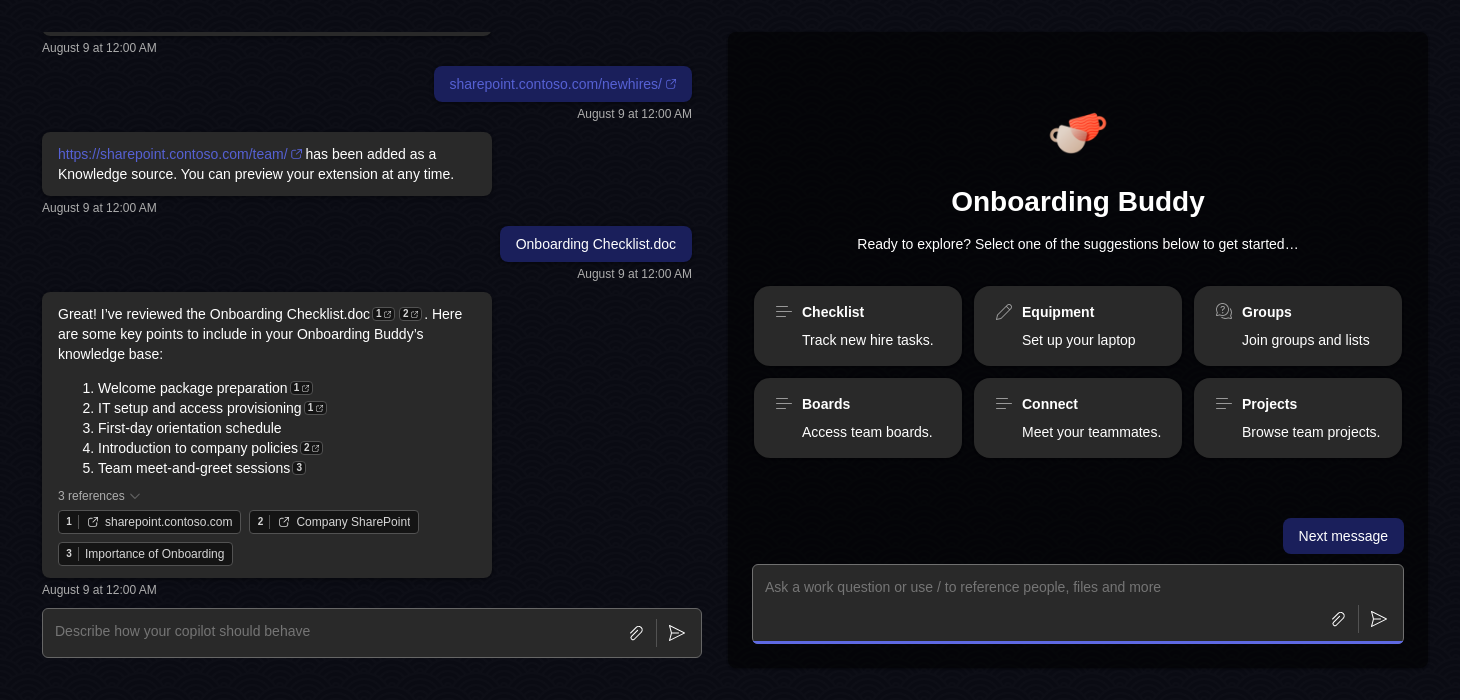 August 9 at 12:00 AM
sharepoint.contoso.com/newhires/
August 9 at 12:00 AM
https://sharepoint.contoso.com/team/ has been added as a
Knowledge source. You can preview your extension at any time.
August 9 at 12:00 AM
Onboarding Checklist.doc
August 9 at 12:00 AM
Great! I’ve reviewed the Onboarding Checklist.doc 1 2 . Here
are some key points to include in your Onboarding Buddy’s
knowledge base:
1. Welcome package preparation 1
2. IT setup and access provisioning 1
3. First-day orientation schedule
4. Introduction to company policies 2
5. Team meet-and-greet sessions 3
3 references
1 sharepoint.contoso.com 2 Company SharePoint
3 Importance of Onboarding
August 9 at 12:00 AM
Describe how your copilot should behave
Onboarding Buddy
Ready to explore? Select one of the suggestions below to get started…
Checklist
Track new hire tasks.
Equipment
Set up your laptop
Groups
Join groups and lists
Boards
Access team boards.
Connect
Meet your teammates.
Projects
Browse team projects.
Next message
Ask a work question or use / to reference people, files and more